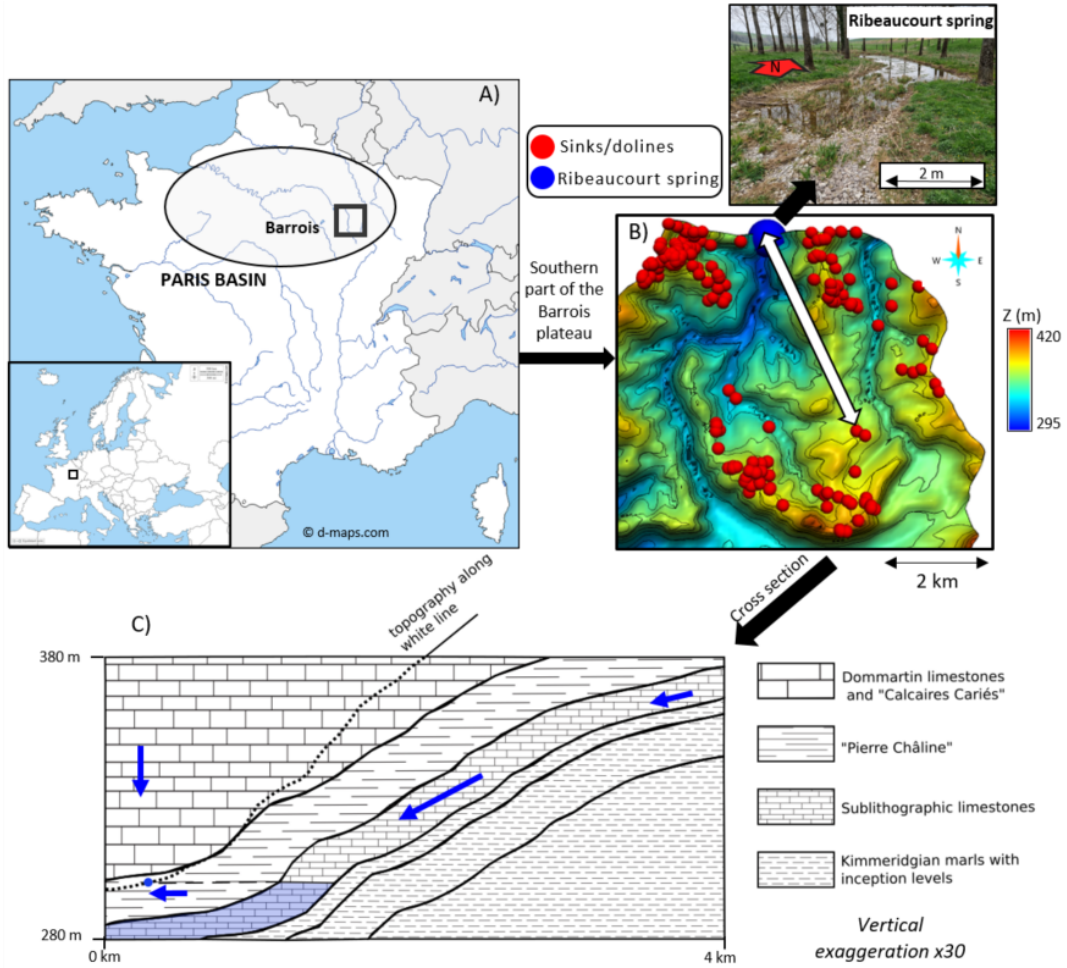 Ribeaucourt spring
N
2 m
A)
Barrois
PARIS BASIN
© d-maps.com
Sinks/dolines
Ribeaucourt spring
Southern
part of the
Barrois
plateau
B)
N
W
E
S
Z (m)
420
295
2 km
Cross section
C)
topography along
white line
380 m
280 m
0 km
4 km
Dommartin limestones
and "Calcaires Cariés"
"Pierre Châline"
Sublithographic limestones
Kimmeridgian marls with
inception levels
Vertical
exaggeration x30